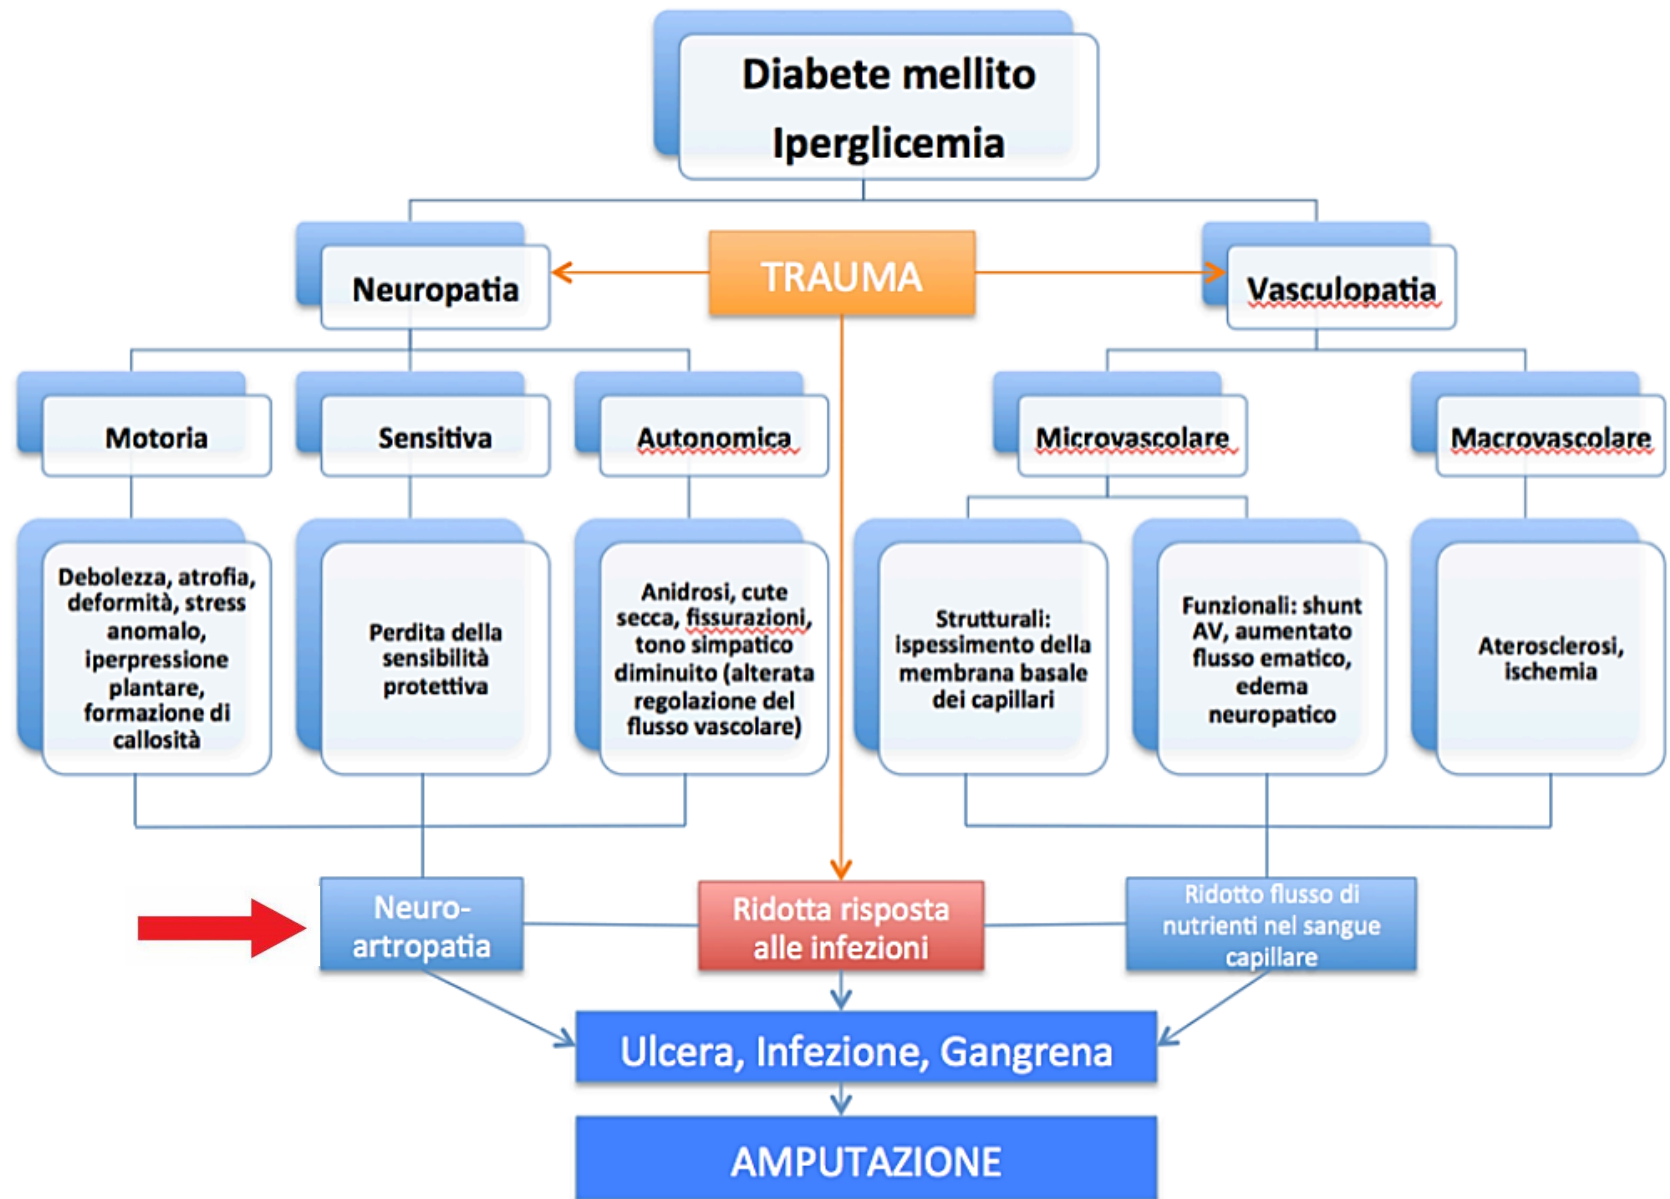 Diabete mellito
Iperglicemia
Neuropatia
TRAUMA
Vasculopatia
Motoria
Sensitiva
Autonomica
Microvascolare
Macrovascolare
Debolezza, atrofia,
deformità, stress
anomalo,
iperpressione
plantare,
formazione di
callosità
Perdita della
sensibilità
protettiva
Anidrosi, cute
secca, fissurazioni,
tono simpatico
diminuito (alterata
regolazione del
flusso vascolare)
Strutturali:
ispessimento della
membrana basale
dei capillari
Funzionali: shunt
AV, aumentato
flusso ematico,
edema
neuropatico
Aterosclerosi,
ischemia
Neuro-
artropatia
Ridotta risposta
alle infezioni
Ridotto flusso di
nutrienti nel sangue
capillare
Ulcera, Infezione, Gangrena
AMPUTAZIONE